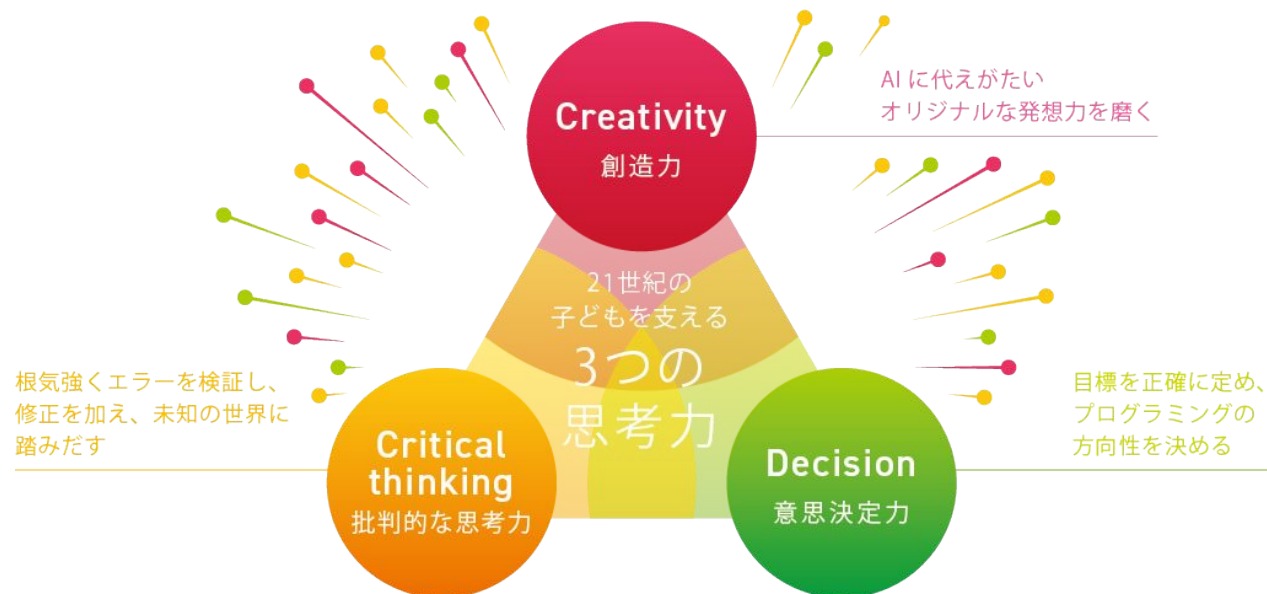 Creativity
創造力
AI に代えがたい
オリジナルな発想力を磨く
21世紀の
子どもを支える
3つの
思考力
根気強くエラーを検証し、
修正を加え、未知の世界に
踏みだす
Critical
thinking
批判的な思考力
Decision
意思決定力
目標を正確に定め、
プログラミングの
方向性を決める